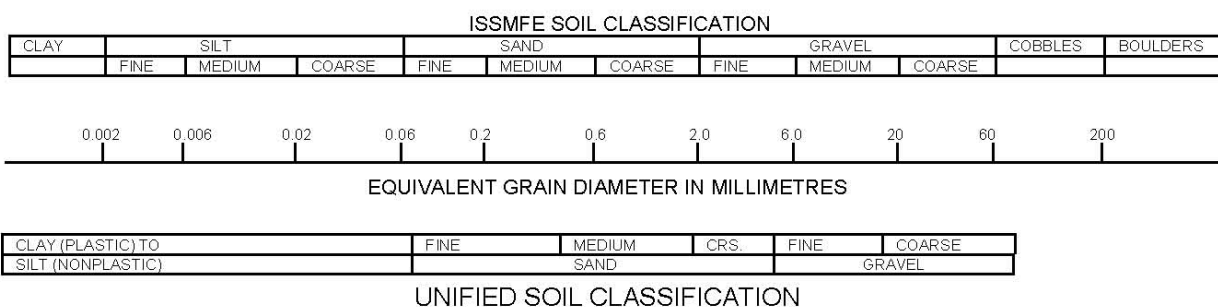 ISSMFE SOIL CLASSIFICATION
CLAY SILT SAND GRAVEL COBBLES BOULDERS
FINE MEDIUM COARSE FINE MEDIUM COARSE FINE MEDIUM COARSE
0.002 0.006 0.02 0.06 0.2 0.6 2.0 6.0 20 60 200
EQUIVALENT GRAIN DIAMETER IN MILLIMETRES
CLAY (PLASTIC) TO FINE MEDIUM CRS. FINE COARSE
SILT (NONPLASTIC) SAND GRAVEL
UNIFIED SOIL CLASSIFICATION